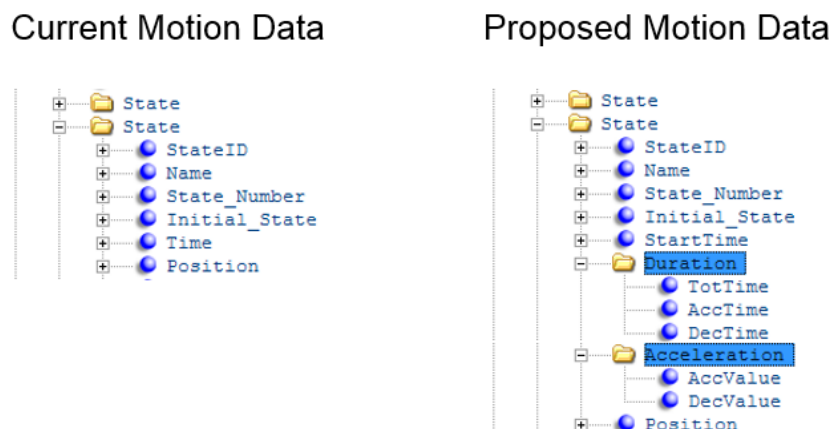 Current Motion Data
State
State
StateID
Name
State_Number
Initial_State
Time
Position
Proposed Motion Data
State
State
StateID
Name
State_Number
Initial_State
StartTime
Duration
TotTime
AccTime
DecTime
Acceleration
AccValue
DecValue
Position